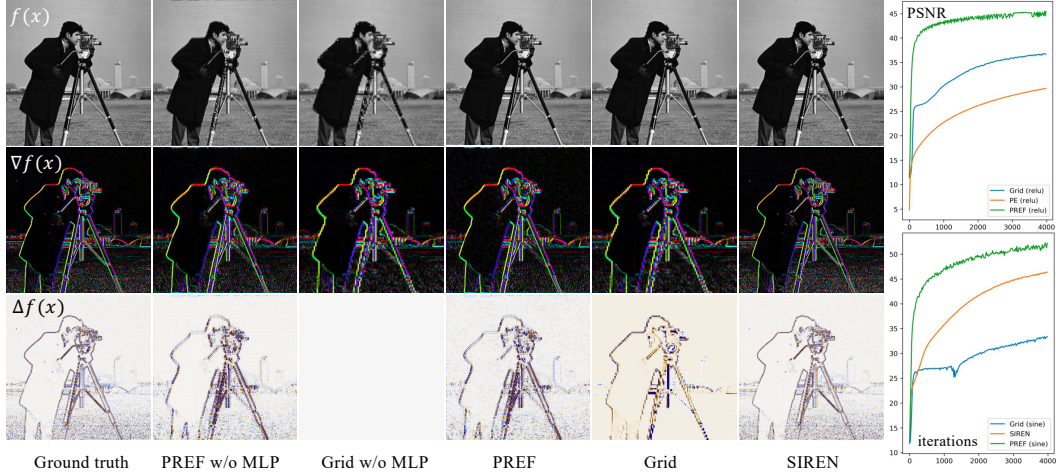 f(x)
∇f(x)
Δf(x)
Ground truth
PREF w/o MLP
Grid w/o MLP
PREF
Grid
SIREN
PSNR
45
40
35
30
25
20
15
10
5
Grid (relu)
PE (relu)
PREF (relu)
0 1000 2000 3000 4000
50
45
40
35
30
25
20
15
10
Grid (sine)
SIREN
PREF (sine)
iterations
0 1000 2000 3000 4000